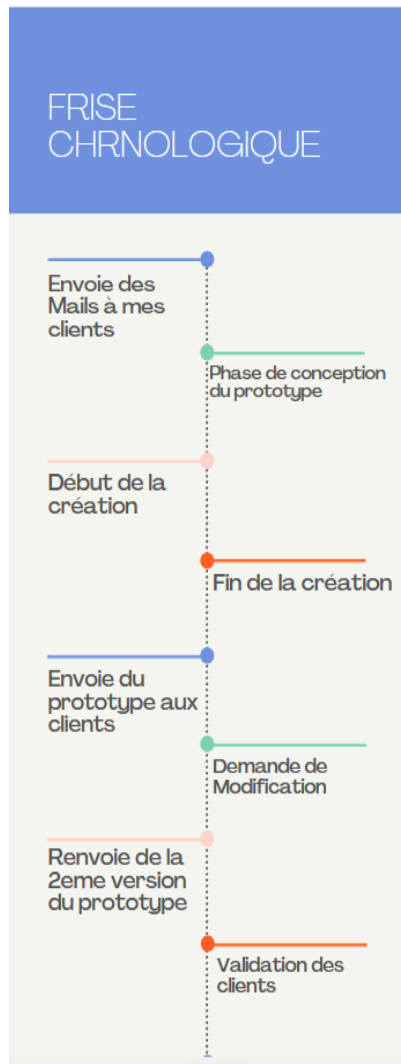 FRISE
CHRNOLOGIQUE
Envoie des
Mails à mes
clients
Phase de conception
du prototype
Début de la
création
Fin de la création
Envoie du
prototype aux
clients
Demande de
Modification
Renvoie de la
2eme version
du prototype
Validation des
clients